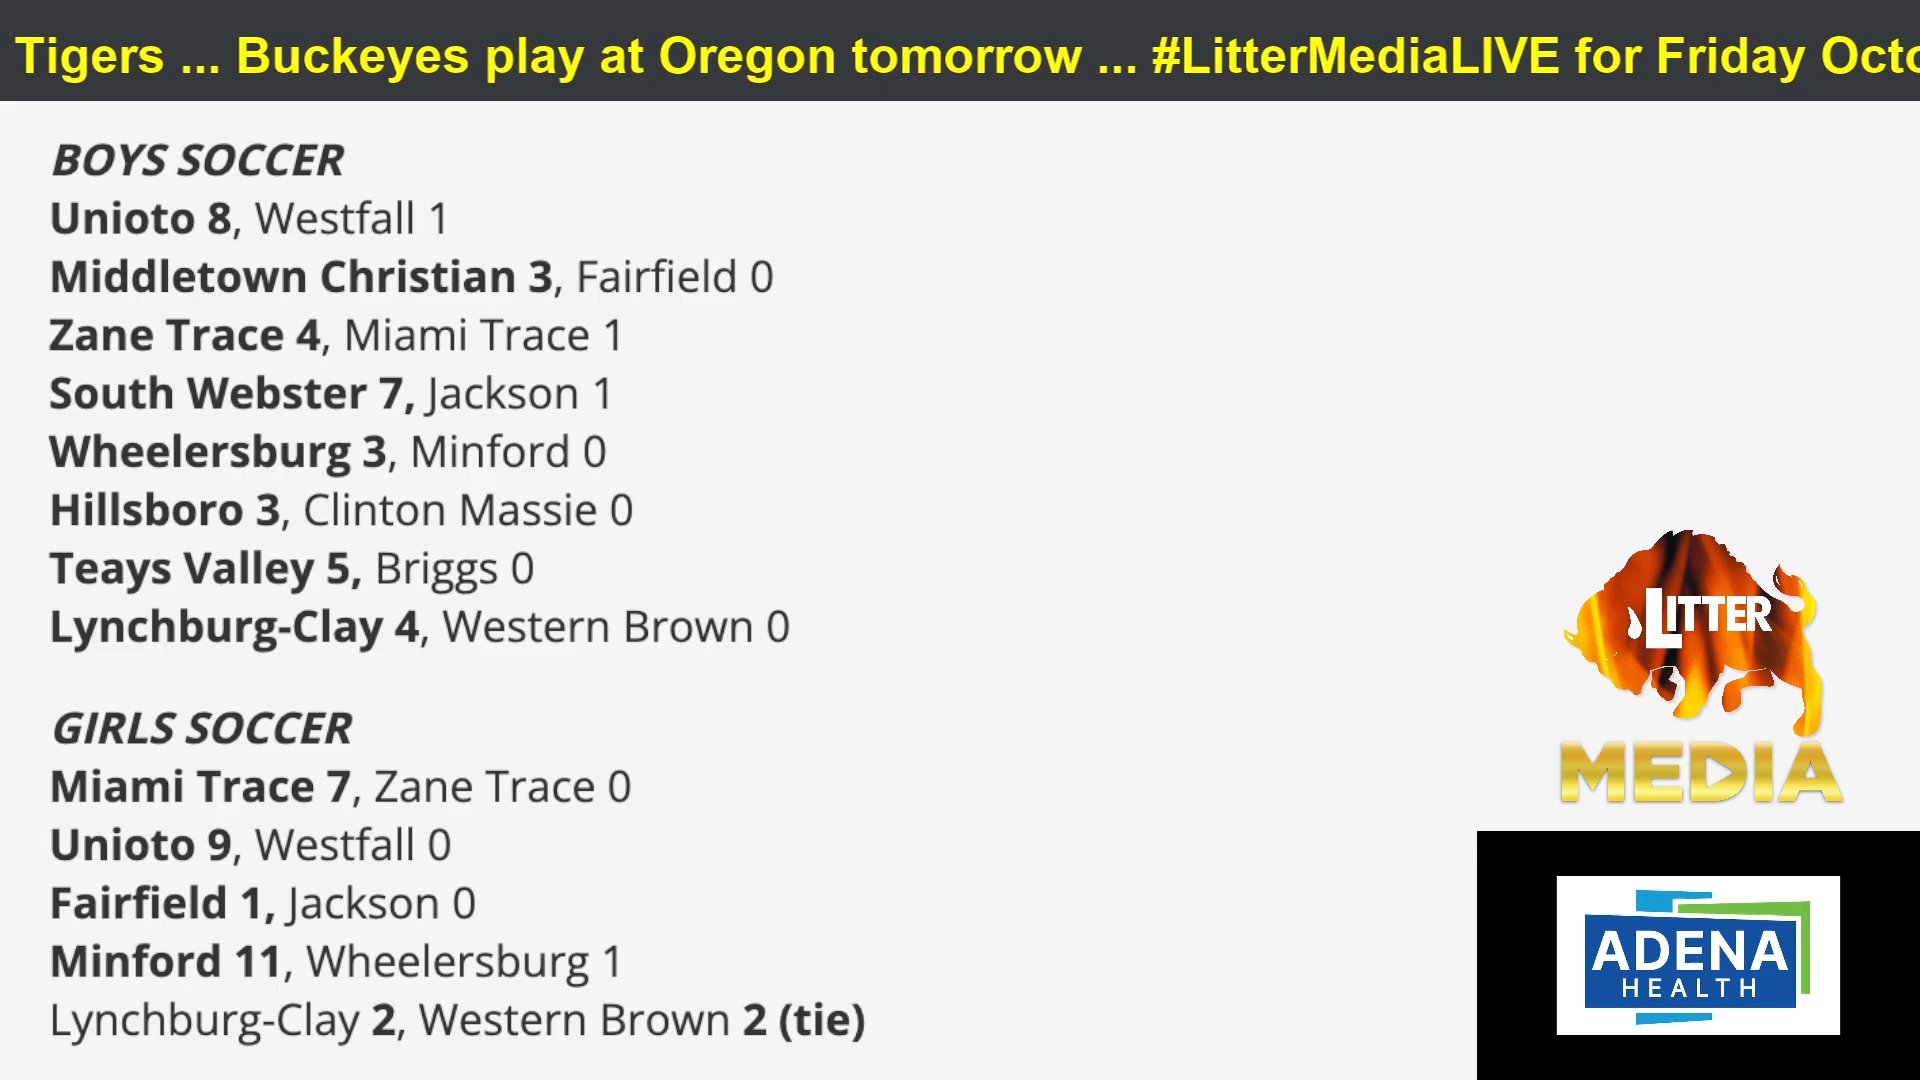 Tigers ... Buckeyes play at Oregon tomorrow ... #LitterMediaLIVE for Friday Octo
BOYS SOCCER
Unioto 8, Westfall 1
Middletown Christian 3, Fairfield 0
Zane Trace 4, Miami Trace 1
South Webster 7, Jackson 1
Wheelersburg 3, Minford 0
Hillsboro 3, Clinton Massie 0
Teays Valley 5, Briggs 0
Lynchburg-Clay 4, Western Brown 0
GIRLS SOCCER
Miami Trace 7, Zane Trace 0
Unioto 9, Westfall 0
Fairfield 1, Jackson 0
Minford 11, Wheelersburg 1
Lynchburg-Clay 2, Western Brown 2 (tie)
LITTER
MEDIA
ADENA
HEALTH